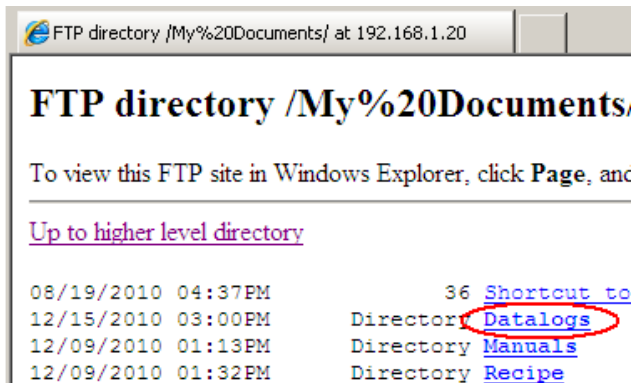 FTP directory /My%20Documents/ at 192.168.1.20
FTP directory /My%20Documents/
To view this FTP site in Windows Explorer, click Page, and
Up to higher level directory
08/19/2010 04:37PM 36 Shortcut to
12/15/2010 03:00PM Directory Datalogs
12/09/2010 01:13PM Directory Manuals
12/09/2010 01:32PM Directory Recipe